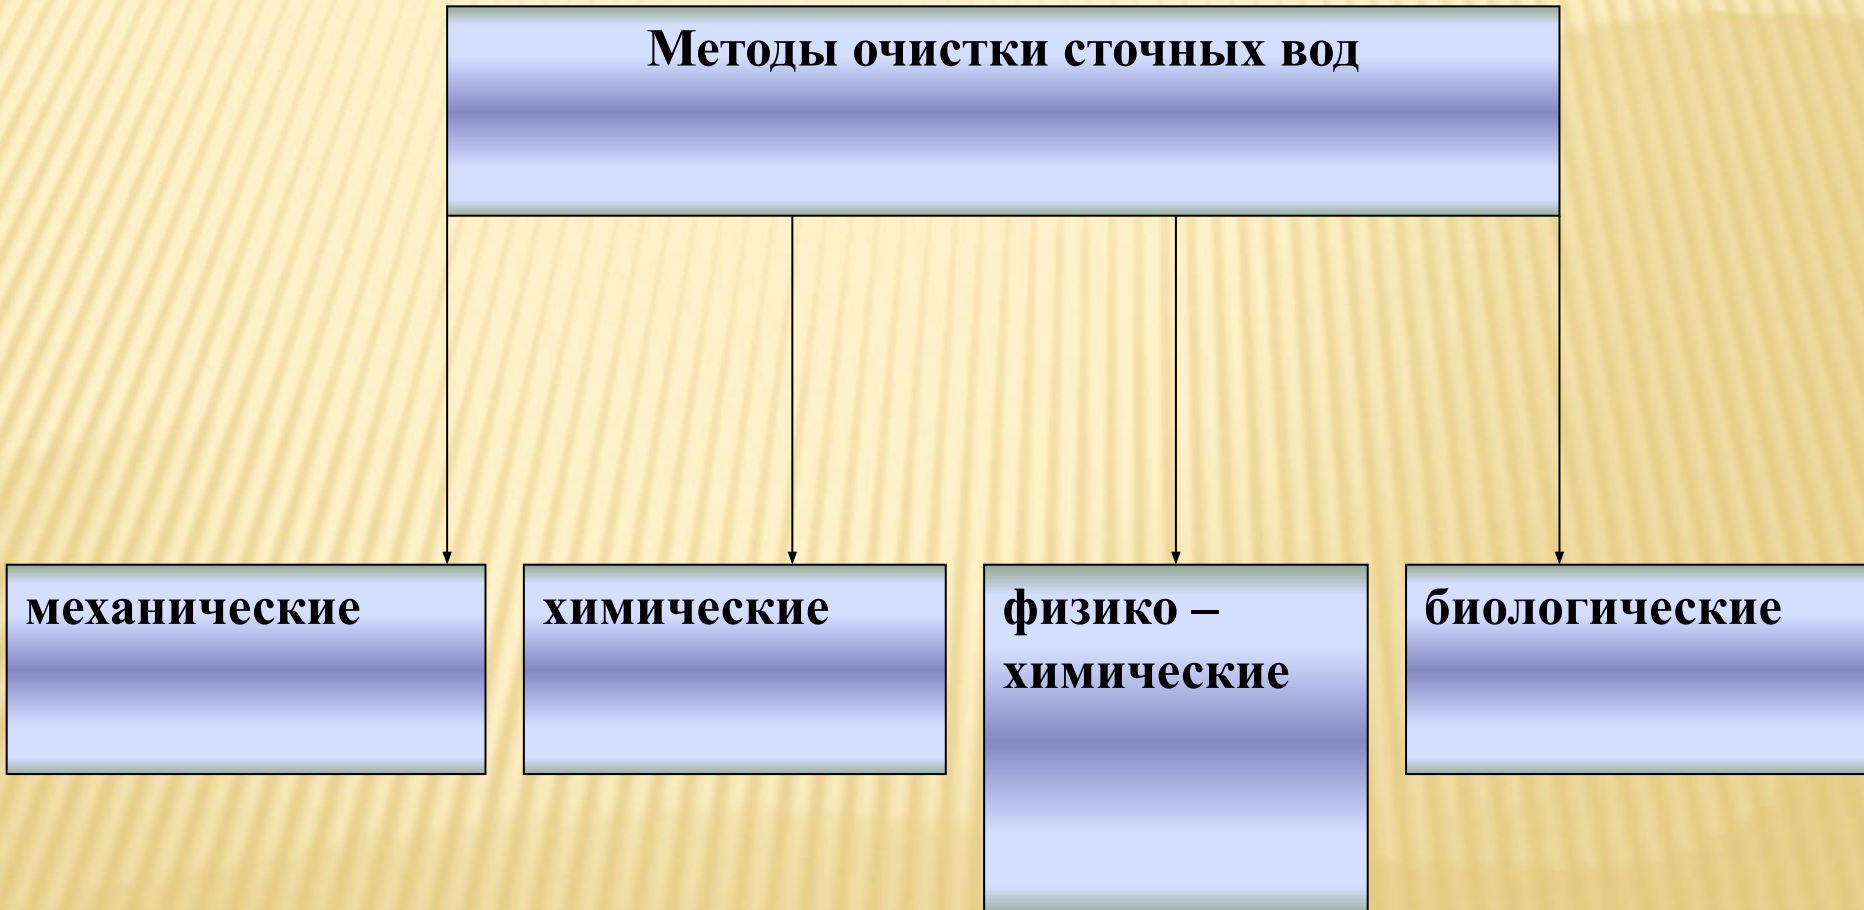 Методы очистки сточных вод
механические
химические
физико –
химические
биологические